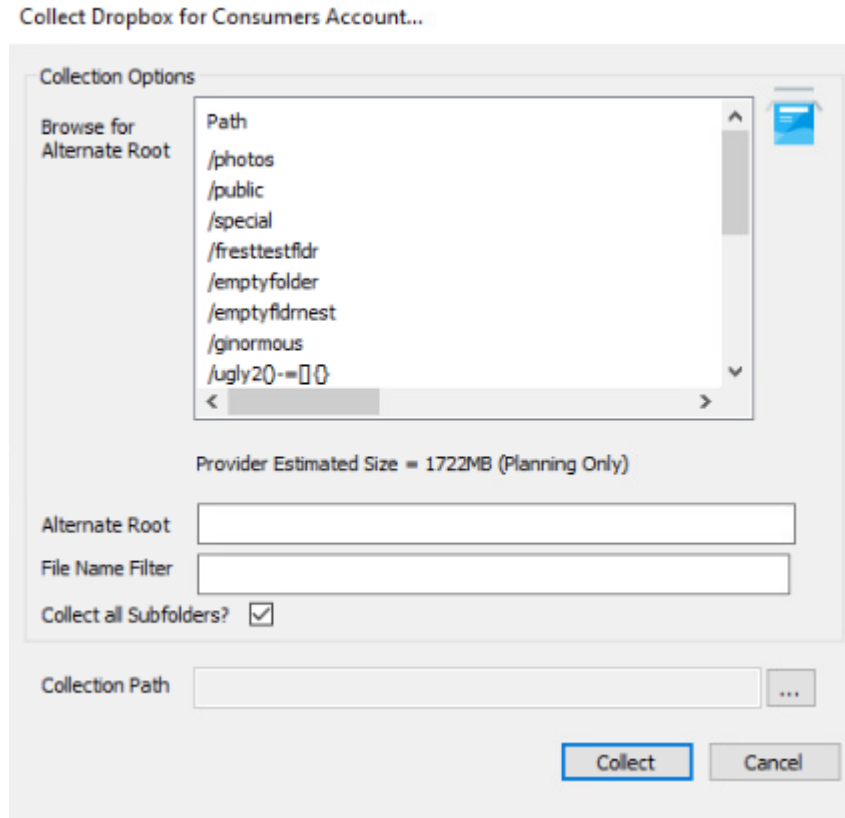 Collect Dropbox for Consumers Account...
Collection Options
Browse for
Alternate Root
Path
/photos
/public
/special
/fresttestfldr
/emptyfolder
/emptyfldrnest
/ginormous
/ugly2()-=[]{}
Provider Estimated Size = 1722MB (Planning Only)
Alternate Root
File Name Filter
Collect all Subfolders?
Collection Path
...
Collect
Cancel